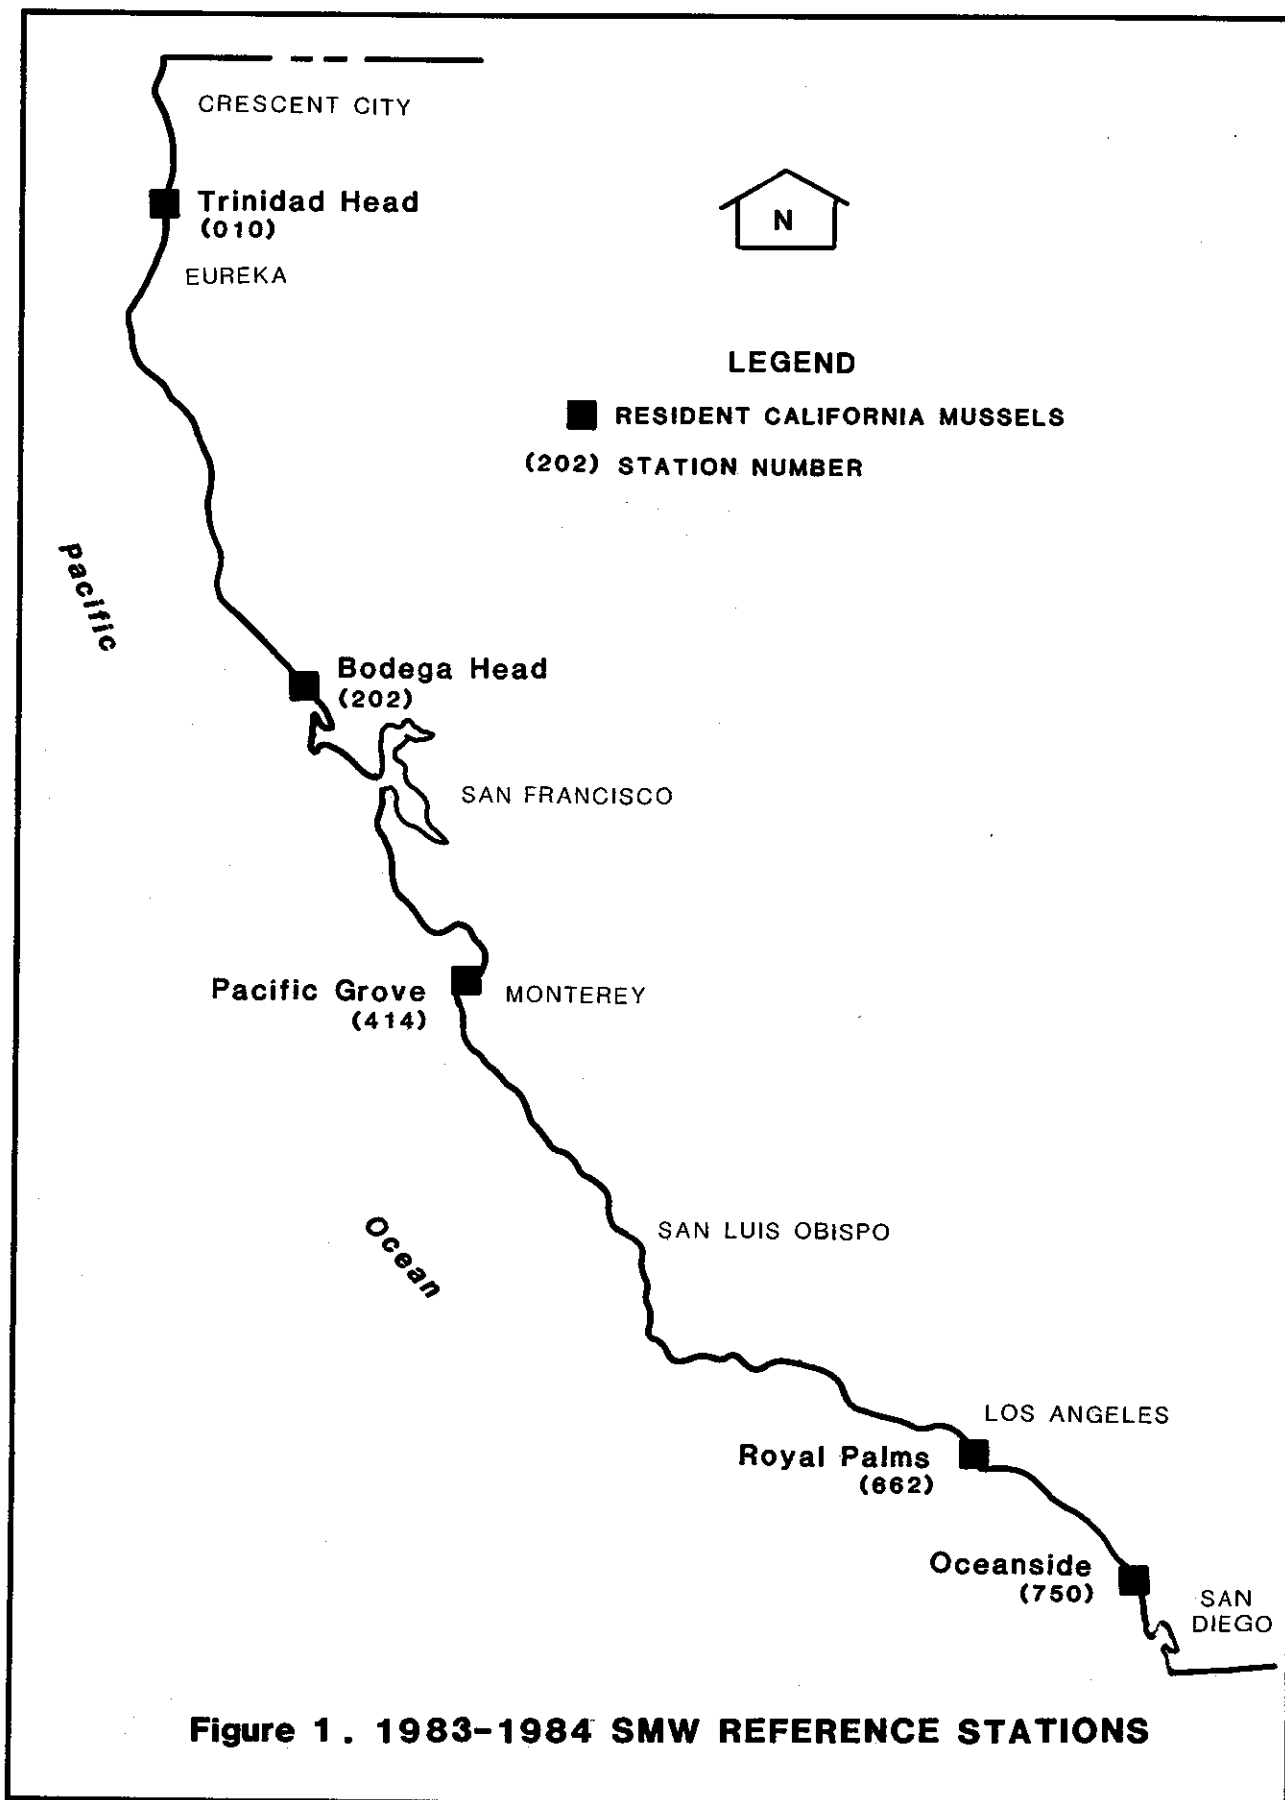 CRESCENT CITY
Trinidad Head
(010)
N
EUREKA
LEGEND
RESIDENT CALIFORNIA MUSSELS
(202) STATION NUMBER
pacific
Bodega Head
(202)
SAN FRANCISCO
Pacific Grove
(414)
MONTEREY
Ocean
SAN LUIS OBISPO
LOS ANGELES
Royal Palms
(662)
Oceanside
(750)
SAN
DIEGO
Figure 1. 1983-1984 SMW REFERENCE STATIONS